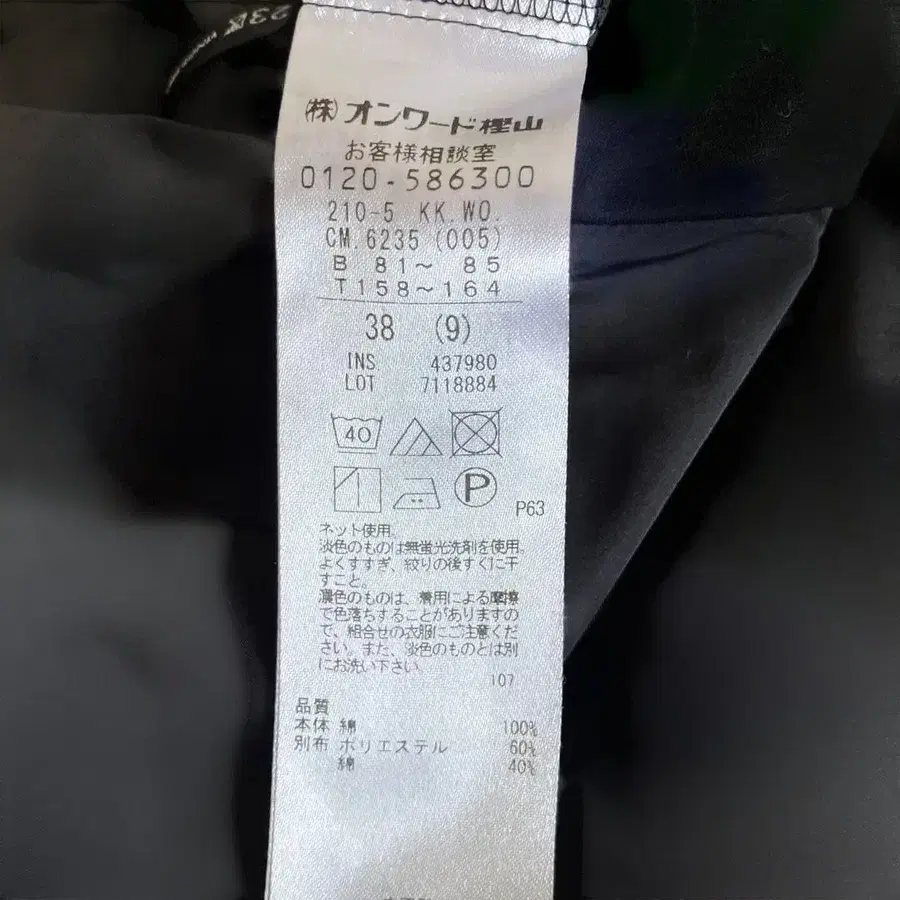 23区
(株)オンワード樫山
お客様相談室
0120-586300
210-5 KK.WO.
CM.6235 (005)
B 81～ 85
T158～164
38 (9)
INS 437980
LOT 7118884
40
P
P63
ネット使用。
淡色のものは無蛍光洗剤を使用。
よくすすぎ、絞りの後すぐに干
すこと。
濃色のものは、着用による摩擦
で色落ちすることがありますの
で、組合せの衣服にご注意くだ
さい。また、淡色のものとは別
にお洗い下さい。
107
品質
本体 綿 100%
別布 ポリエステル 60%
綿 40%